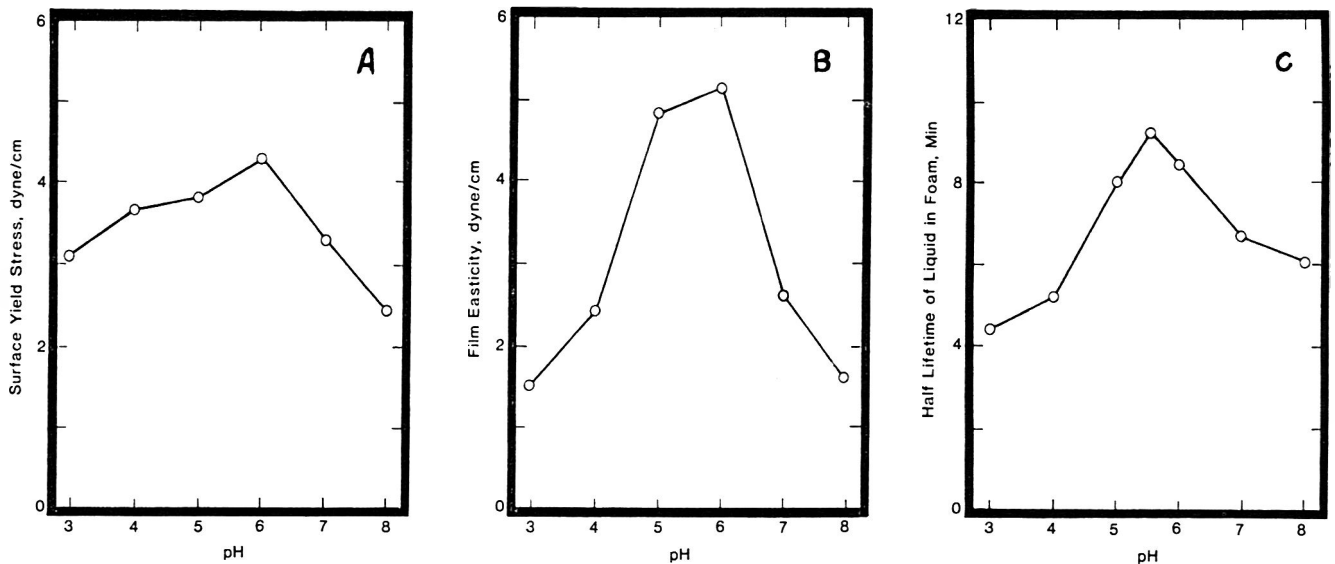 A
Surface Yield Stress, dyne/cm
6
4
2
0
3 4 5 6 7 8
pH
B
Film Easticity, dyne/cm
6
4
2
0
3 4 5 6 7 8
pH
C
Half Lifetime of Liquid in Foam, Min
12
8
4
0
3 4 5 6 7 8
pH